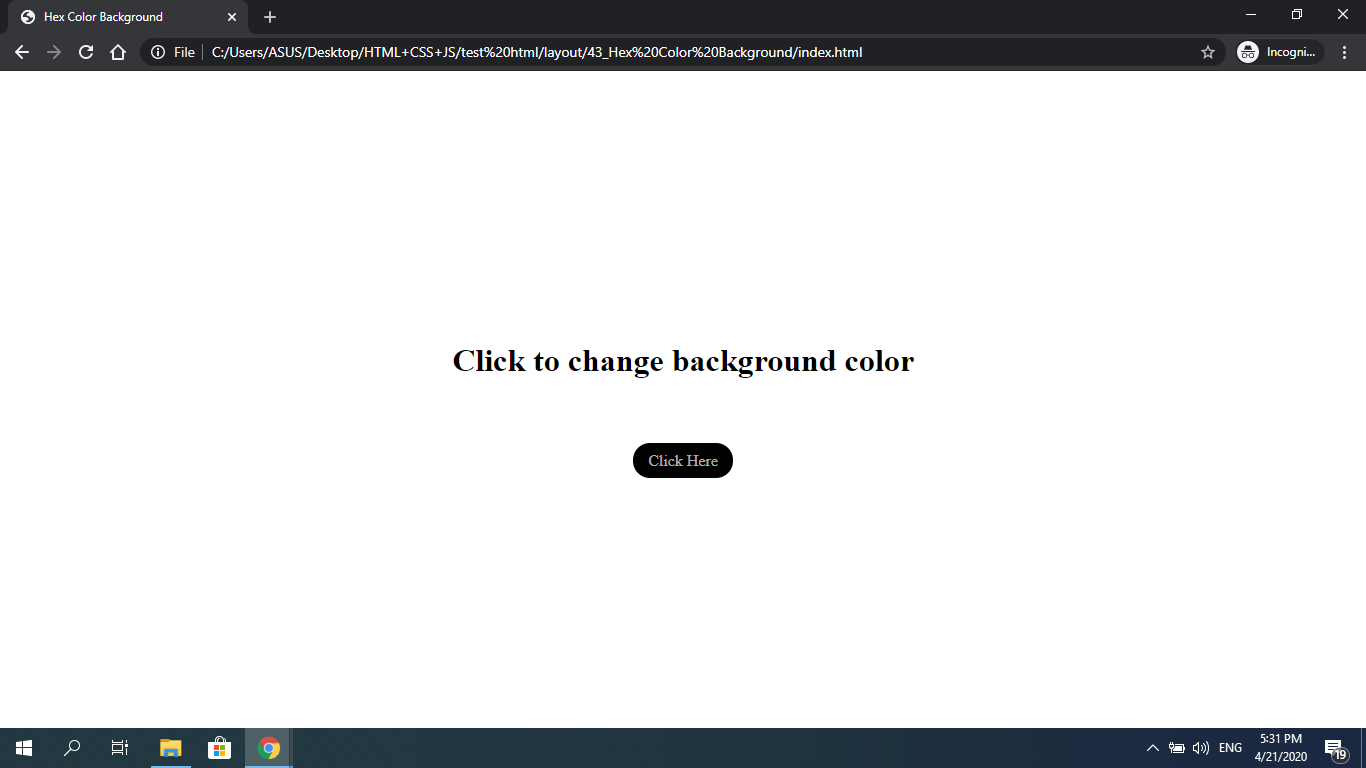 Hex Color Background
File
C:/Users/ASUS/Desktop/HTML+CSS+JS/test%20html/layout/43_Hex%20Color%20Background/index.html
Incogni...
Click to change background color
Click Here
ENG
5:31 PM
4/21/2020
19